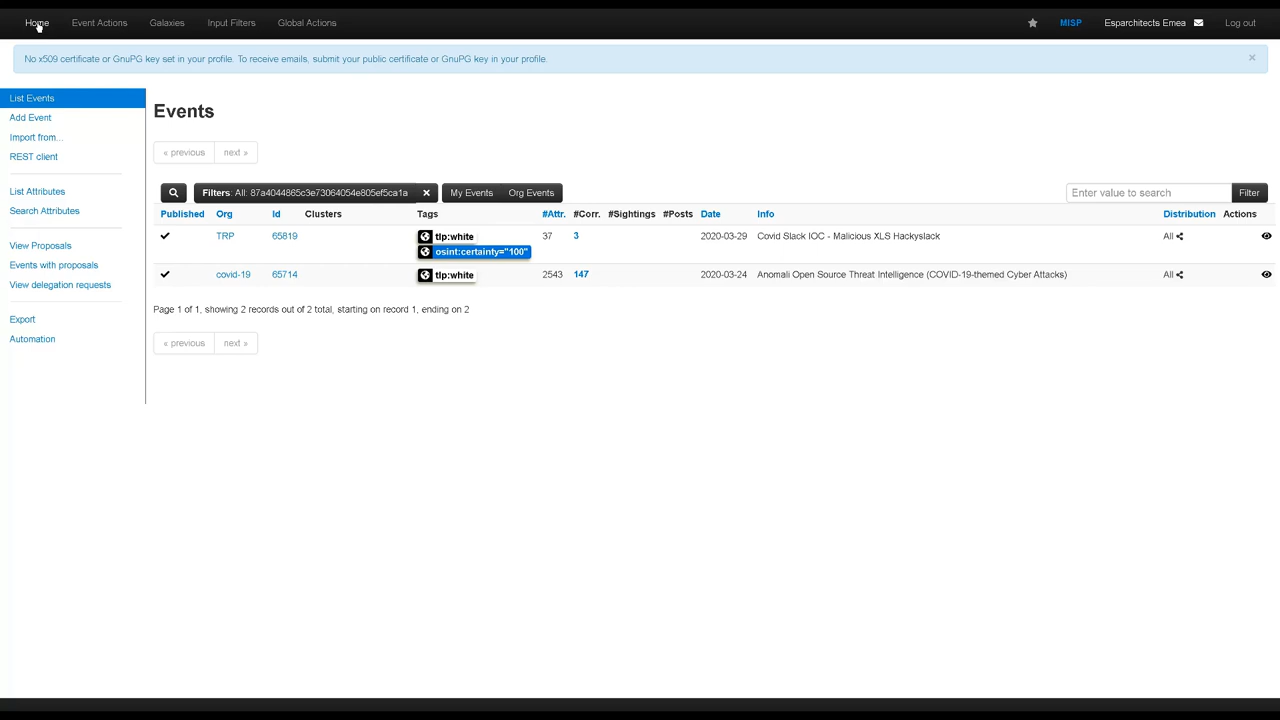 Home Event Actions Galaxies Input Filters Global Actions MISP Esparchitects Emea Log out
No x509 certificate or GnuPG key set in your profile. To receive emails, submit your public certificate or GnuPG key in your profile. ×
List Events
Add Event
Import from...
REST client
List Attributes
Search Attributes
View Proposals
Events with proposals
View delegation requests
Export
Automation
Events
« previous next »
Filters: All: 87a4044865c3e73064054e805ef5ca1a × My Events Org Events Enter value to search Filter
Published Org Id Clusters Tags #Attr. #Corr. #Sightings #Posts Date Info Distribution Actions
TRP 65819 tlp:white 37 3 2020-03-29 Covid Slack IOC - Malicious XLS Hackyslack All
osint:certainty="100"
covid-19 65714 tlp:white 2543 147 2020-03-24 Anomali Open Source Threat Intelligence (COVID-19-themed Cyber Attacks) All
Page 1 of 1, showing 2 records out of 2 total, starting on record 1, ending on 2
« previous next »